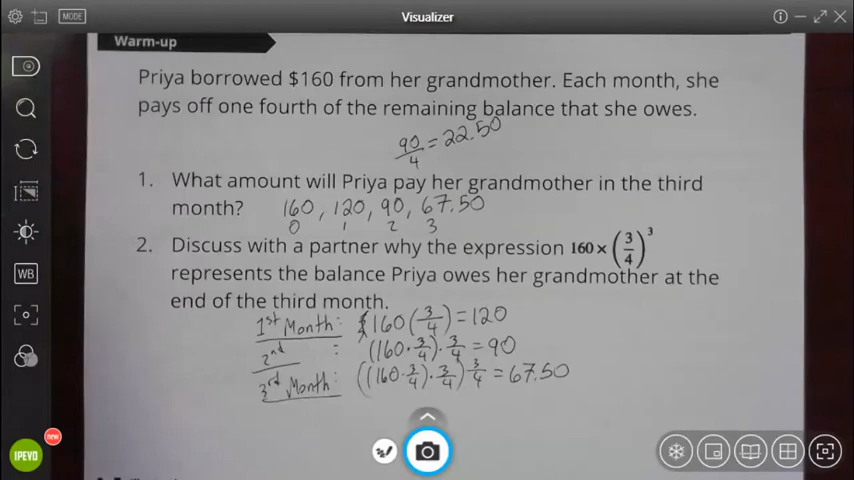 Visualizer
MODE
Warm-up
Priya borrowed $160 from her grandmother. Each month, she
pays off one fourth of the remaining balance that she owes.
90/4 = 22.50
1. What amount will Priya pay her grandmother in the third
month? 160, 120, 90, 67.50
0 1 2 3
2. Discuss with a partner why the expression 160 × (3/4)^3
represents the balance Priya owes her grandmother at the
end of the third month.
1st Month: $160(3/4) = 120
2nd : (160·3/4)·3/4 = 90
3rd Month: ((160·3/4)·3/4)3/4 = 67.50
WB
new
IPEVO